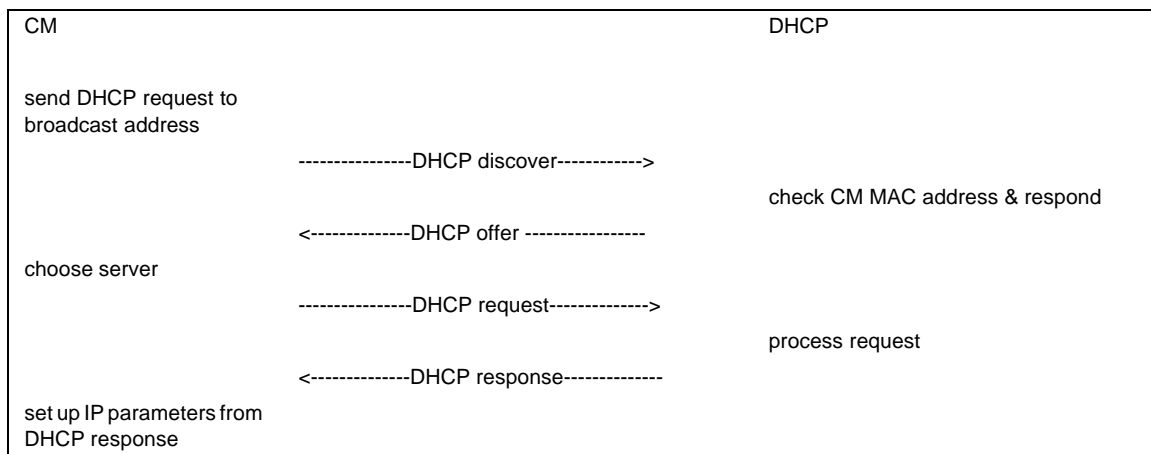 CM DHCP
send DHCP request to
broadcast address
----------------DHCP discover------------>
check CM MAC address & respond
<--------------DHCP offer -----------------
choose server
----------------DHCP request-------------->
process request
<--------------DHCP response--------------
set up IP parameters from
DHCP response